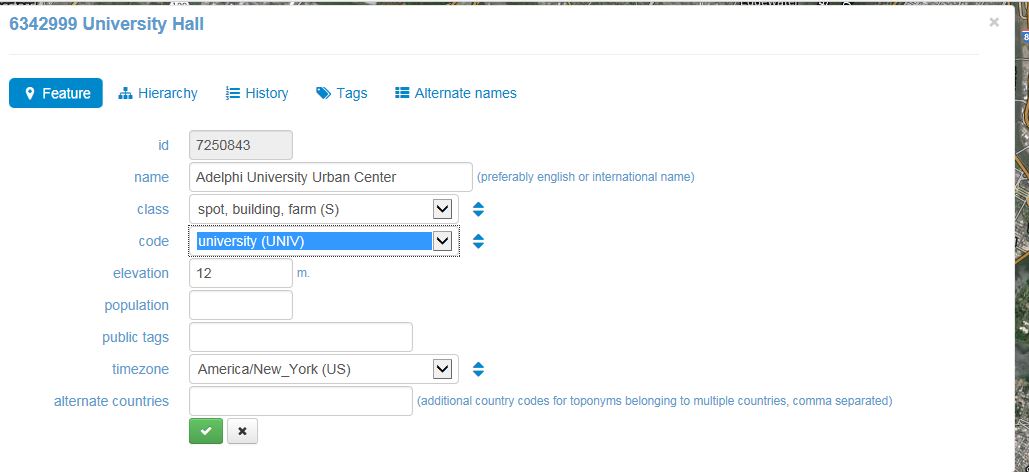 6342999 University Hall
×
Feature Hierarchy History Tags Alternate names
id 7250843
name Adelphi University Urban Center (preferably english or international name)
class spot, building, farm (S)
code university (UNIV)
elevation 12 m.
population
public tags
timezone America/New_York (US)
alternate countries (additional country codes for toponyms belonging to multiple countries, comma separated)